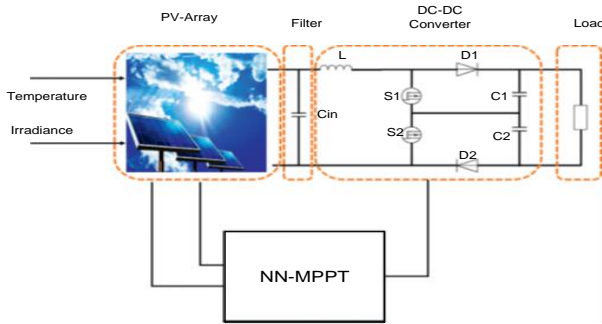 PV-Array
Filter
DC-DC
Converter
Load
Temperature
Irradiance
L
D1
S1
C1
Cin
S2
C2
D2
NN-MPPT